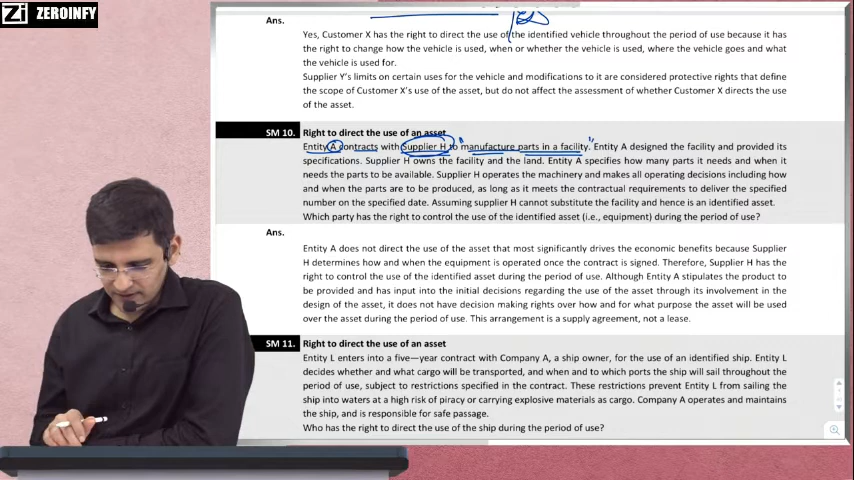 Zi ZEROINFY
Ans.
Yes, Customer X has the right to direct the use of the identified vehicle throughout the period of use because it has
the right to change how the vehicle is used, when or whether the vehicle is used, where the vehicle goes and what
the vehicle is used for.
Supplier Y's limits on certain uses for the vehicle and modifications to it are considered protective rights that define
the scope of Customer X's use of the asset, but do not affect the assessment of whether Customer X directs the use
of the asset.
SM 10. Right to direct the use of an asset
Entity A contracts with Supplier H to "manufacture parts in a facility". Entity A designed the facility and provided its
specifications. Supplier H owns the facility and the land. Entity A specifies how many parts it needs and when it
needs the parts to be available. Supplier H operates the machinery and makes all operating decisions including how
and when the parts are to be produced, as long as it meets the contractual requirements to deliver the specified
number on the specified date. Assuming supplier H cannot substitute the facility and hence is an identified asset.
Which party has the right to control the use of the identified asset (i.e., equipment) during the period of use?
Ans.
Entity A does not direct the use of the asset that most significantly drives the economic benefits because Supplier
H determines how and when the equipment is operated once the contract is signed. Therefore, Supplier H has the
right to control the use of the identified asset during the period of use. Although Entity A stipulates the product to
be provided and has input into the initial decisions regarding the use of the asset through its involvement in the
design of the asset, it does not have decision making rights over how and for what purpose the asset will be used
over the asset during the period of use. This arrangement is a supply agreement, not a lease.
SM 11. Right to direct the use of an asset
Entity L enters into a five—year contract with Company A, a ship owner, for the use of an identified ship. Entity L
decides whether and what cargo will be transported, and when and to which ports the ship will sail throughout the
period of use, subject to restrictions specified in the contract. These restrictions prevent Entity L from sailing the
ship into waters at a high risk of piracy or carrying explosive materials as cargo. Company A operates and maintains
the ship, and is responsible for safe passage.
Who has the right to direct the use of the ship during the period of use?